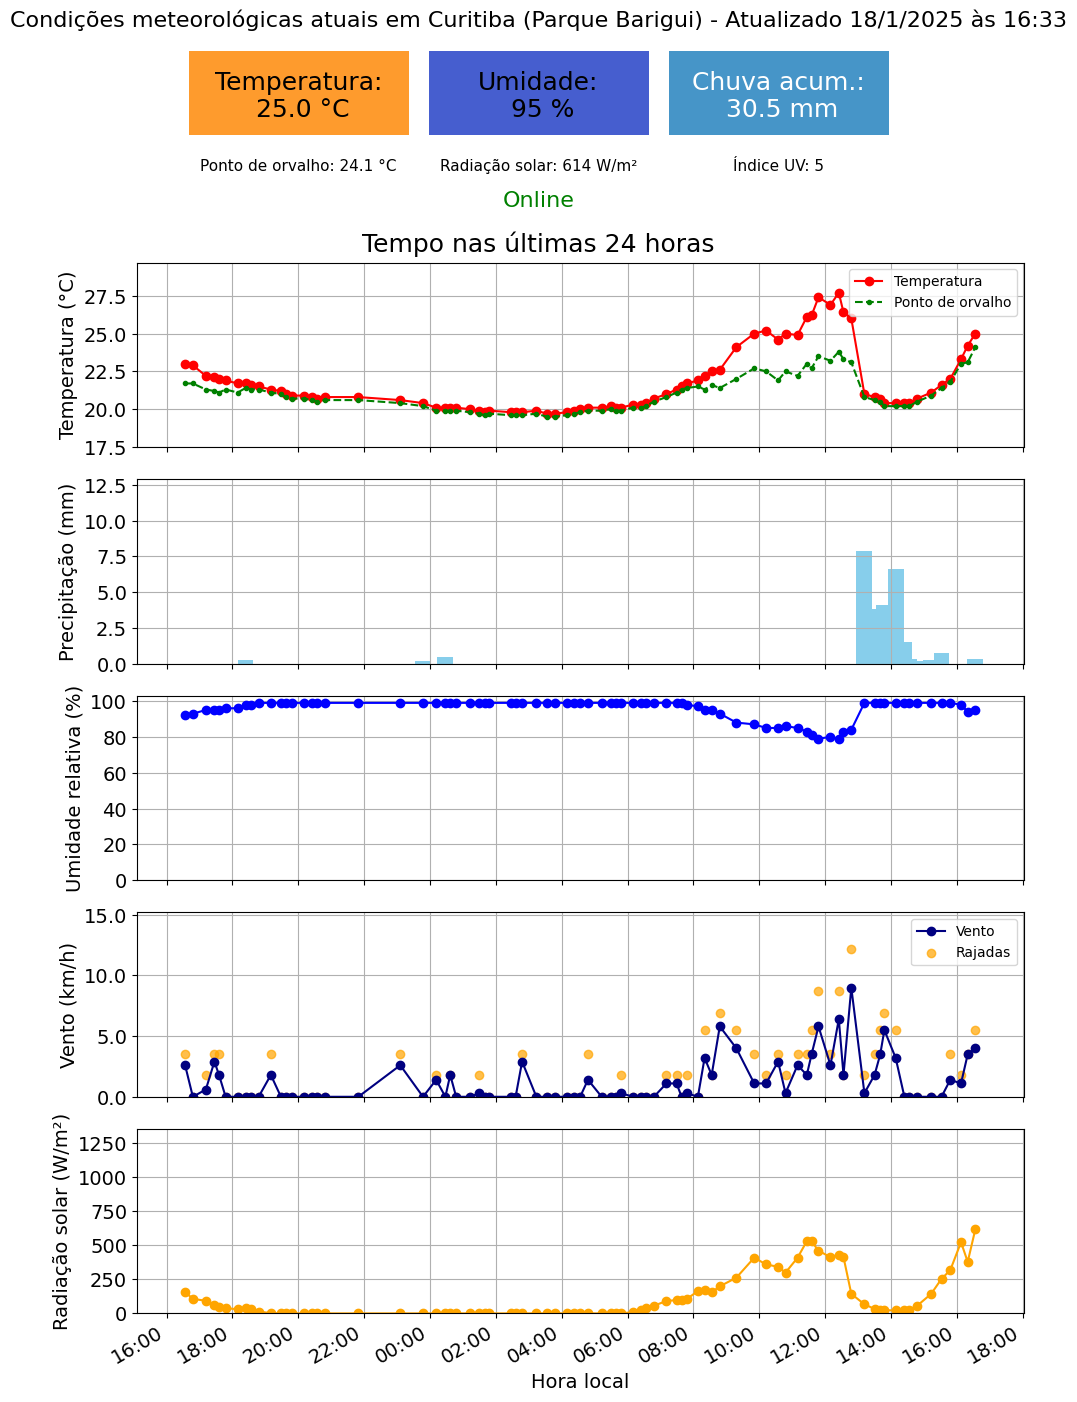 Condições meteorológicas atuais em Curitiba (Parque Barigui) - Atualizado 18/1/2025 às 16:33
Temperatura:
25.0 °C
Umidade:
95 %
Chuva acum.:
30.5 mm
Ponto de orvalho: 24.1 °C
Radiação solar: 614 W/m²
Índice UV: 5
Online
Tempo nas últimas 24 horas
Temperatura (°C)
27.5
25.0
22.5
20.0
17.5
Temperatura
Ponto de orvalho
Precipitação (mm)
12.5
10.0
7.5
5.0
2.5
0.0
Umidade relativa (%)
100
80
60
40
20
0
Vento (km/h)
15.0
10.0
5.0
0.0
Vento
Rajadas
Radiação solar (W/m²)
1250
1000
750
500
250
0
16:00
18:00
20:00
22:00
00:00
02:00
04:00
06:00
08:00
10:00
12:00
14:00
16:00
18:00
Hora local